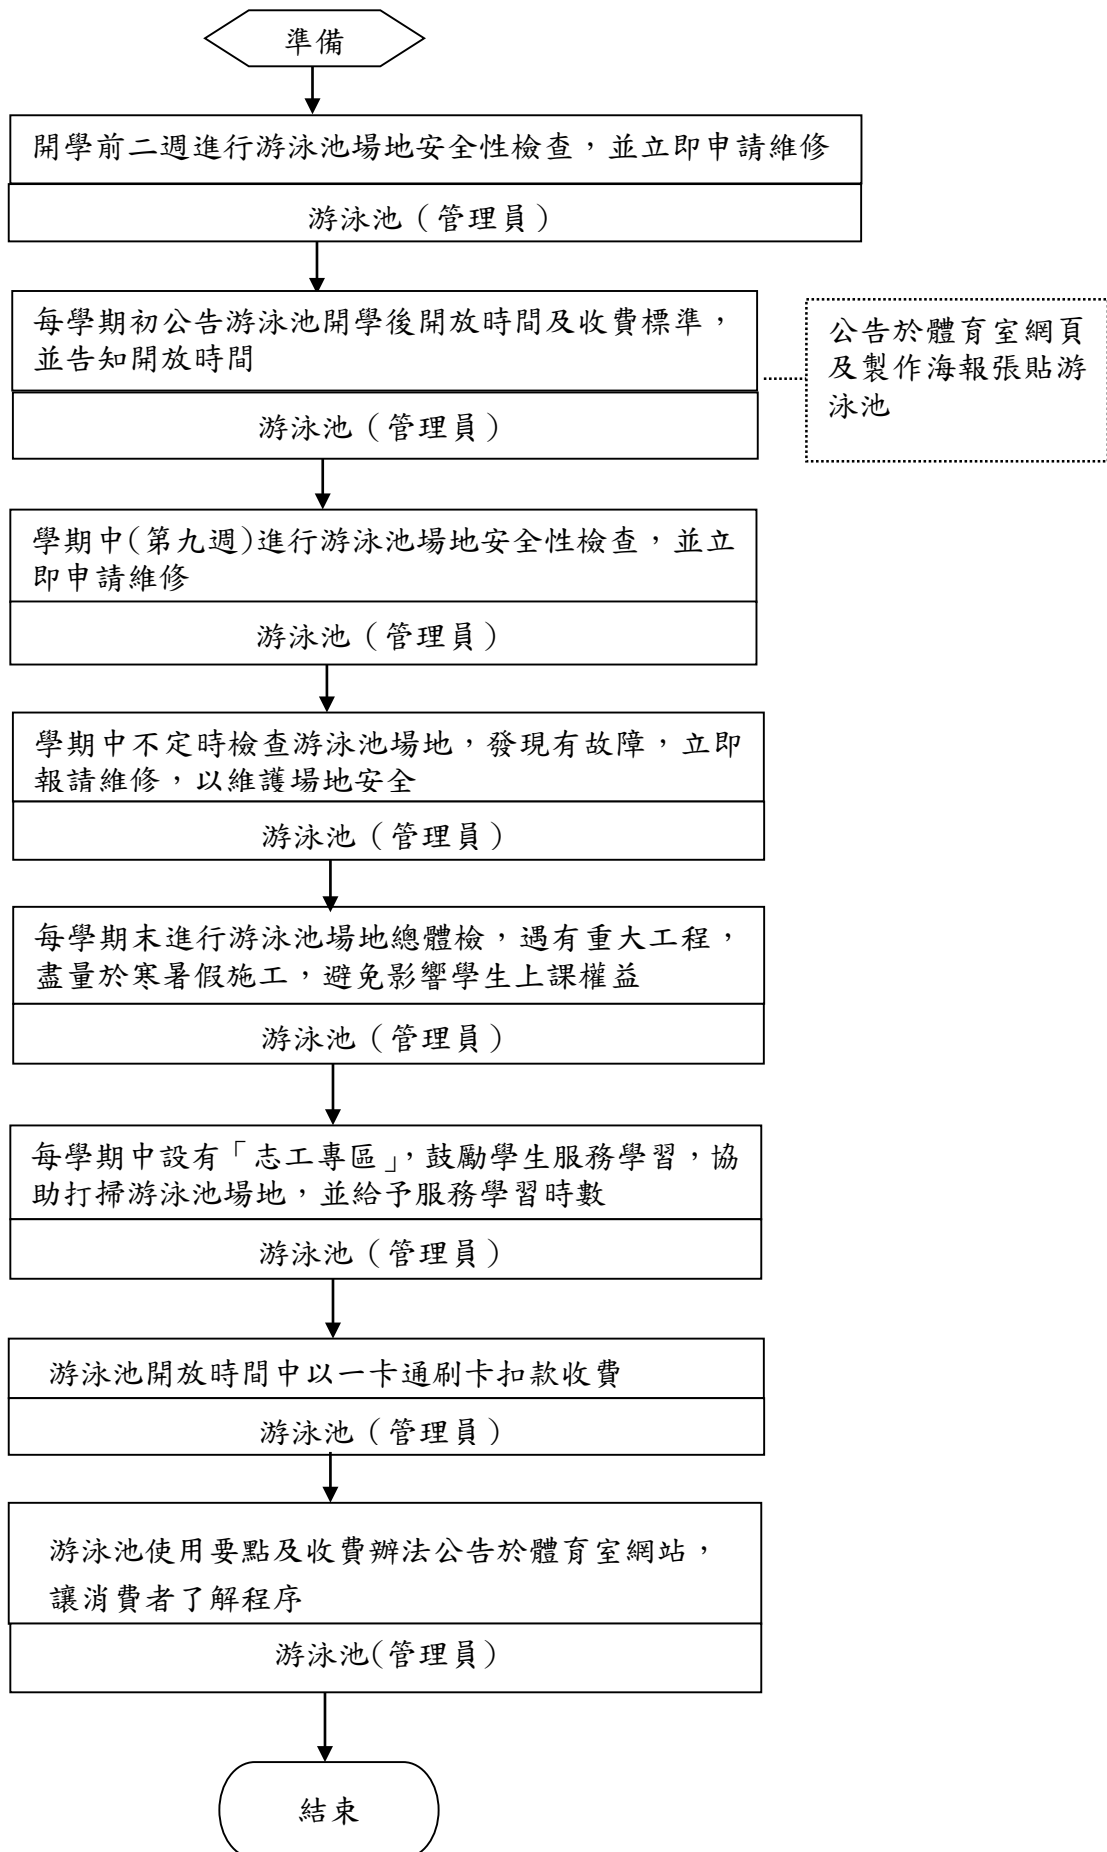 準備
開學前二週進行游泳池場地安全性檢查，並立即申請維修
游泳池（管理員）
每學期初公告游泳池開學後開放時間及收費標準，
並告知開放時間
游泳池（管理員）
公告於體育室網頁
及製作海報張貼游
泳池
學期中(第九週)進行游泳池場地安全性檢查，並立
即申請維修
游泳池（管理員）
學期中不定時檢查游泳池場地，發現有故障，立即
報請維修，以維護場地安全
游泳池（管理員）
每學期末進行游泳池場地總體檢，遇有重大工程，
盡量於寒暑假施工，避免影響學生上課權益
游泳池（管理員）
每學期中設有「志工專區」，鼓勵學生服務學習，協
助打掃游泳池場地，並給予服務學習時數
游泳池（管理員）
游泳池開放時間中以一卡通刷卡扣款收費
游泳池（管理員）
游泳池使用要點及收費辦法公告於體育室網站，
讓消費者了解程序
游泳池(管理員)
結束